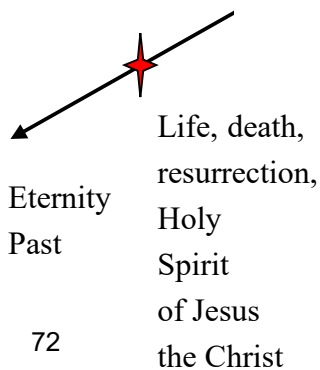 Eternity
Past
Life, death,
resurrection,
Holy
Spirit
of Jesus
the Christ
72